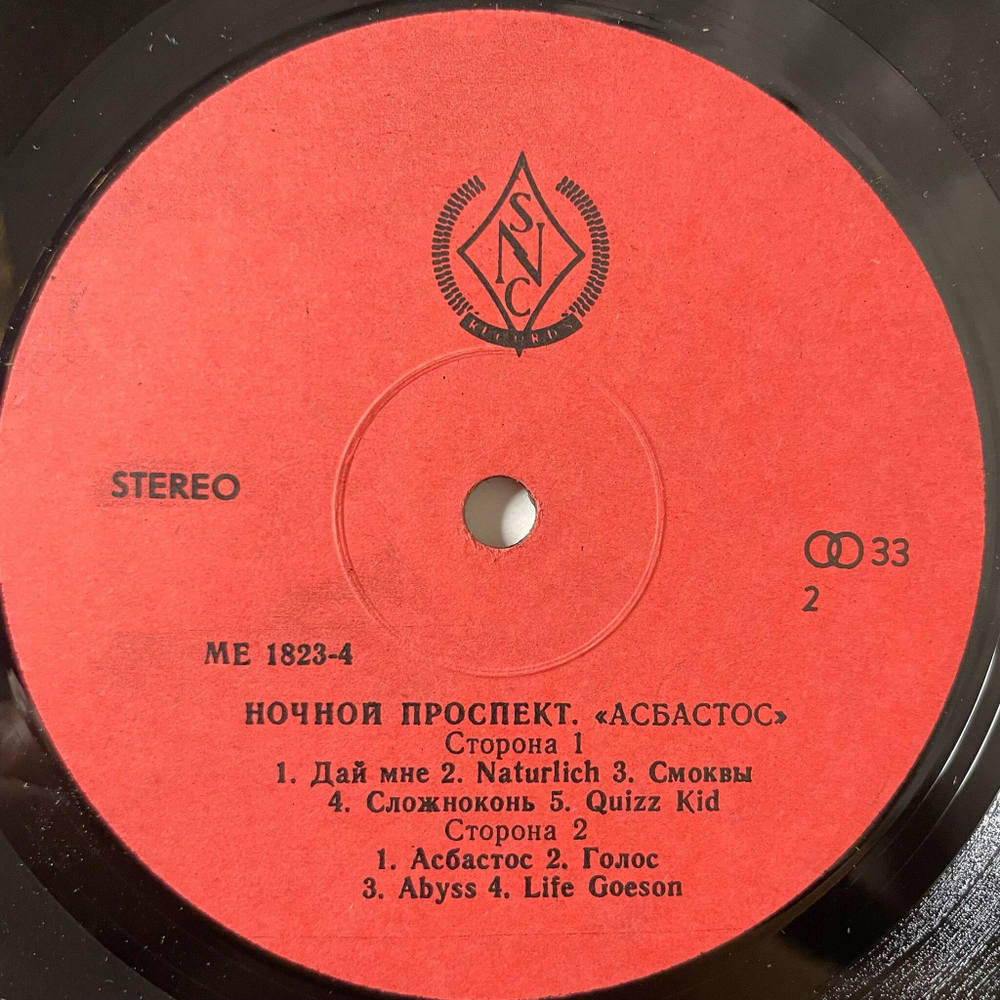 SNC
RECORDS
STEREO
33
2
МЕ 1823-4
НОЧНОЙ ПРОСПЕКТ. «АСБАСТОС»
Сторона 1
1. Дай мне 2. Naturlich 3. Смоквы
4. Сложноконь 5. Quizz Kid
Сторона 2
1. Асбастос 2. Голос
3. Abyss 4. Life Goeson